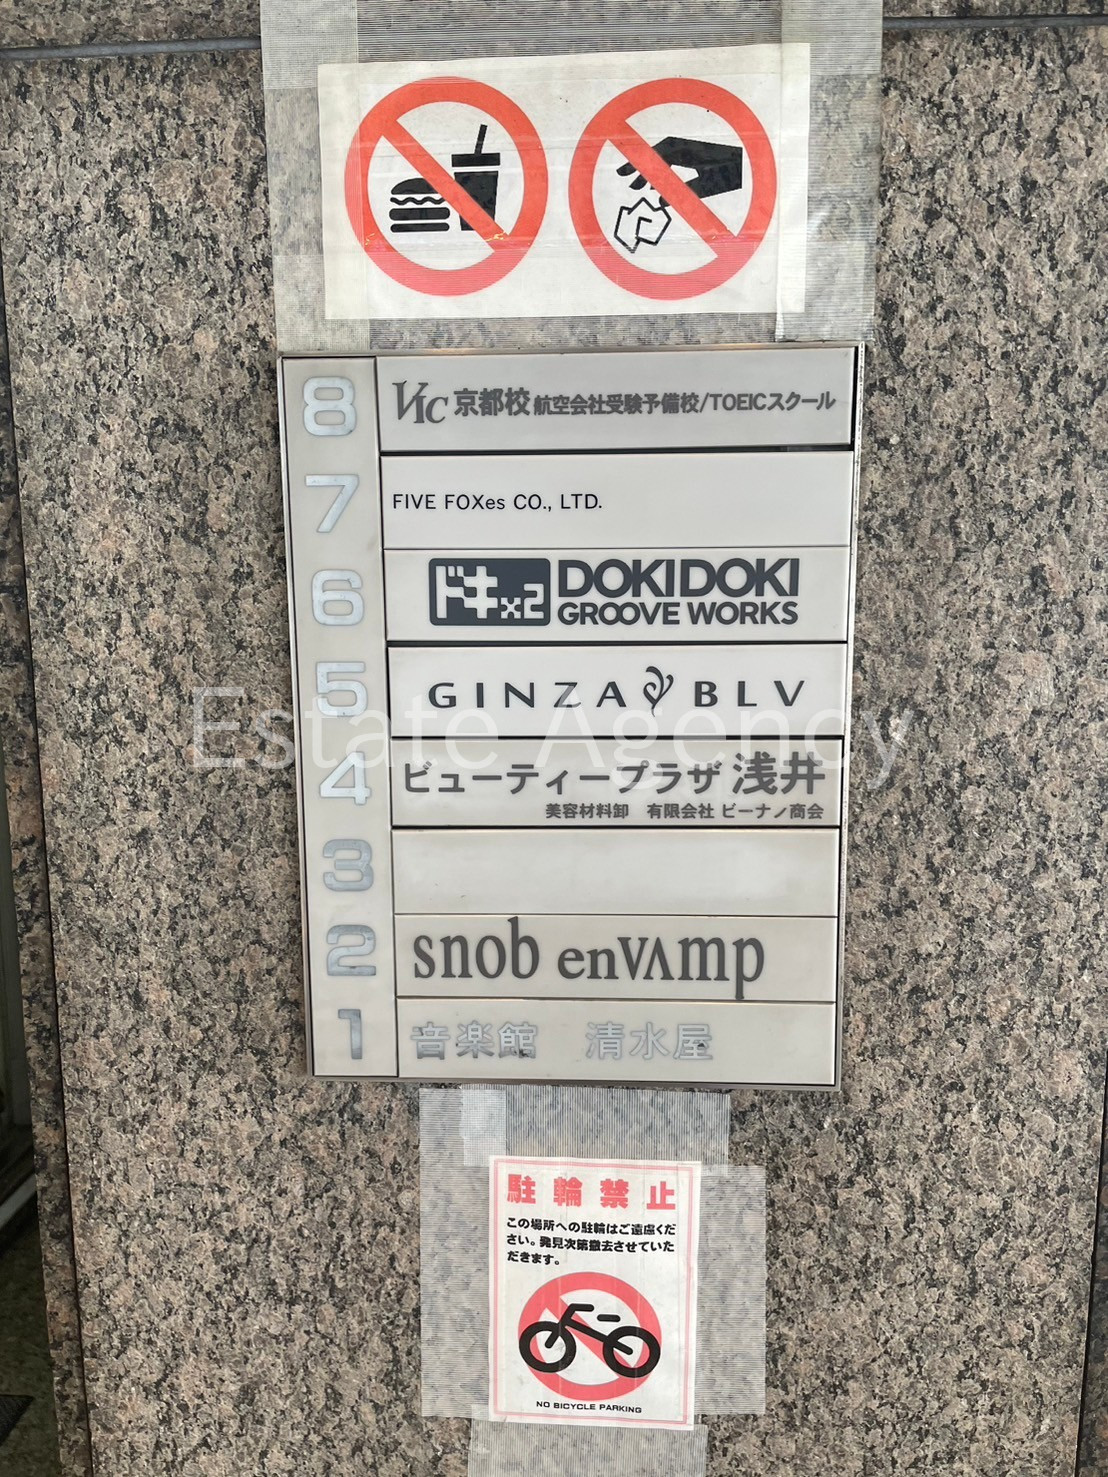 8 VIC 京都校 航空会社受験予備校/TOEICスクール
7 FIVE FOXes CO., LTD.
6 ドキx2 DOKIDOKI
GROOVE WORKS
5 GINZA BLV
Estate Agency
4 ビューティープラザ 浅井
美容材料卸 有限会社 ビーナノ商会
3
2 snob envAmp
1 音楽館 清水屋
駐輪禁止
この場所への駐輪はご遠慮くだ
さい。発見次第撤去させていた
だきます。
NO BICYCLE PARKING